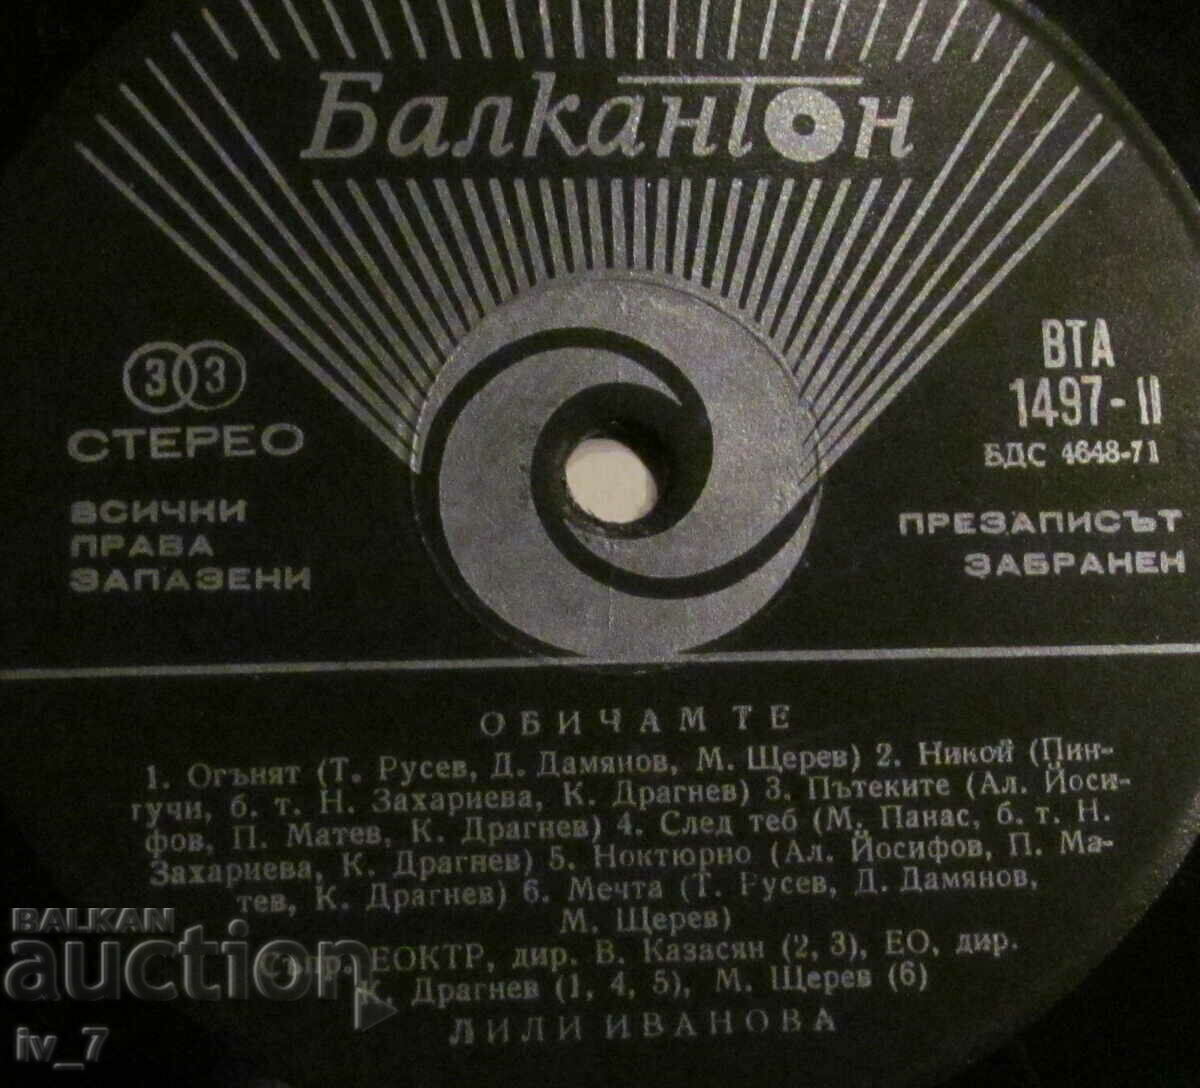 Балкантон
33
СТЕРЕО
ВСИЧКИ
ПРАВА
ЗАПАЗЕНИ
ВТА
1497-II
БДС 4648-71
ПРЕЗАПИСЪТ
ЗАБРАНЕН
ОБИЧАМ ТЕ
1. Огънят (Т. Русев, Д. Дамянов, М. Щерев) 2. Никой (Пин-
гучи, б. т. Н. Захариева, К. Драгнев) 3. Пътеките (Ал. Йоси-
фов, П. Матев, К. Драгнев) 4. След теб (М. Панас, б. т. Н.
Захариева, К. Драгнев) 5. Ноктюрно (Ал. Йосифов, П. Ма-
тев, К. Драгнев) 6. Мечта (Т. Русев, Д. Дамянов,
М. Щерев)
Съпр. ЕОКТР, дир. В. Казасян (2, 3), ЕО, дир.
К. Драгнев (1, 4, 5), М. Щерев (6)
ЛИЛИ ИВАНОВА
BALKAN
auction
iv_7